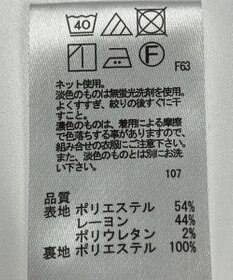 40
F F63
ネット使用。
淡色のものは無蛍光洗剤を使用。
よくすすぎ、絞りの後すぐに干
すこと。
濃色のものは、着用による摩擦
で色落ちする事がありますので、
組み合せの衣服にご注意下さい。
また、淡色のものとは別にお洗
い下さい。
107
品質
表地 ポリエステル 54%
レーヨン 44%
ポリウレタン 2%
裏地 ポリエステル 100%